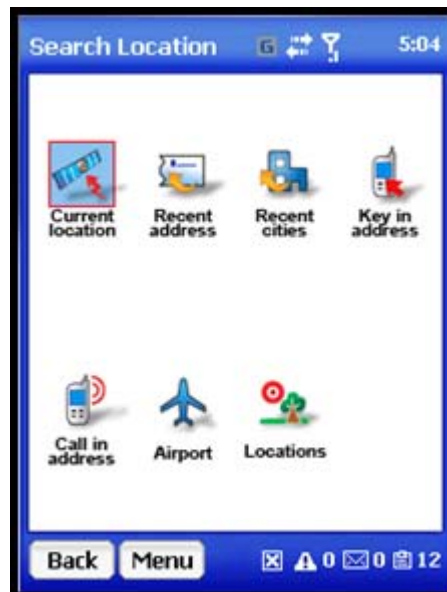 Search Location G 5:04
Current location
Recent address
Recent cities
Key in address
Call in address
Airport
Locations
Back Menu 0 0 12